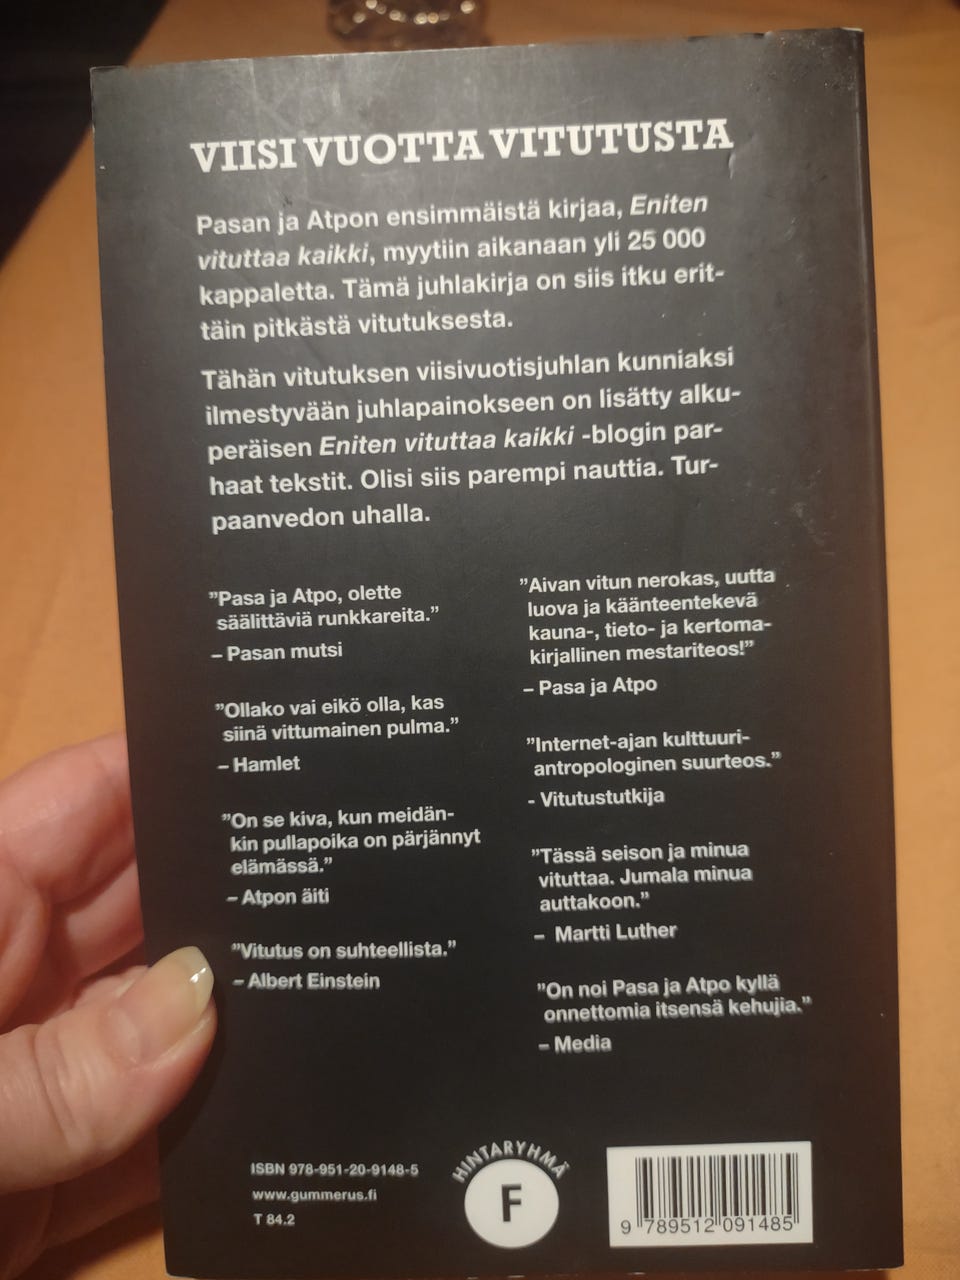 VIISI VUOTTA VITUTUSTA
Pasan ja Atpon ensimmäistä kirjaa, Eniten
vituttaa kaikki, myytiin aikanaan yli 25 000
kappaletta. Tämä juhlakirja on siis itku erit-
täin pitkästä vitutuksesta.
Tähän vitutuksen viisivuotisjuhlan kunniaksi
ilmestyvään juhlapainokseen on lisätty alku-
peräisen Eniten vituttaa kaikki -blogin par-
haat tekstit. Olisi siis parempi nauttia. Tur-
paanvedon uhalla.
”Pasa ja Atpo, olette
säälittäviä runkkareita.”
– Pasan mutsi
”Ollako vai eikö olla, kas
siinä vittumainen pulma.”
– Hamlet
”On se kiva, kun meidän-
kin pullapoika on pärjännyt
elämässä.”
– Atpon äiti
”Vitutus on suhteellista.”
– Albert Einstein
”Aivan vitun nerokas, uutta
luova ja käänteentekevä
kauna-, tieto- ja kertoma-
kirjallinen mestariteos!”
– Pasa ja Atpo
”Internet-ajan kulttuuri-
antropologinen suurteos.”
- Vitutustutkija
”Tässä seison ja minua
vituttaa. Jumala minua
auttakoon.”
– Martti Luther
”On noi Pasa ja Atpo kyllä
onnettomia itsensä kehujia.”
– Media
ISBN 978-951-20-9148-5
www.gummerus.fi
T 84.2
HINTARYHMÄ
F
9 789512 091485